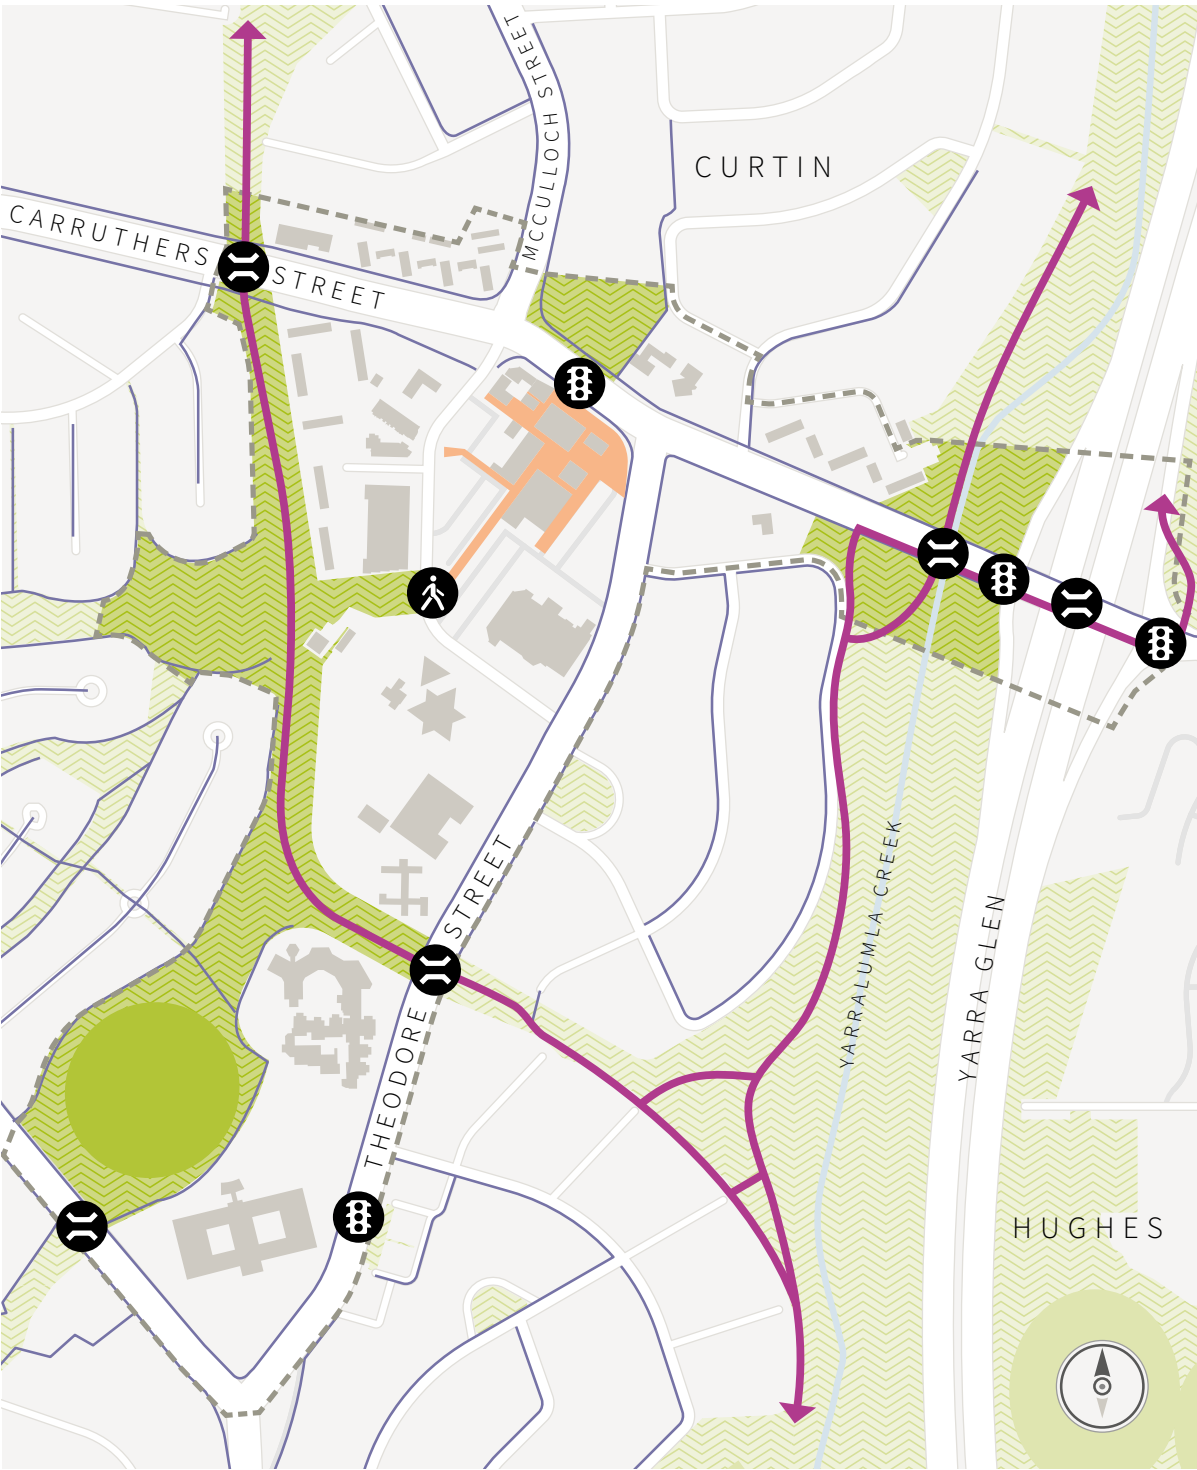 MCCULLOCH STREET
CURTIN
CARRUTHERS STREET
THEODORE STREET
YARRALUMLA CREEK
YARRA GLEN
HUGHES